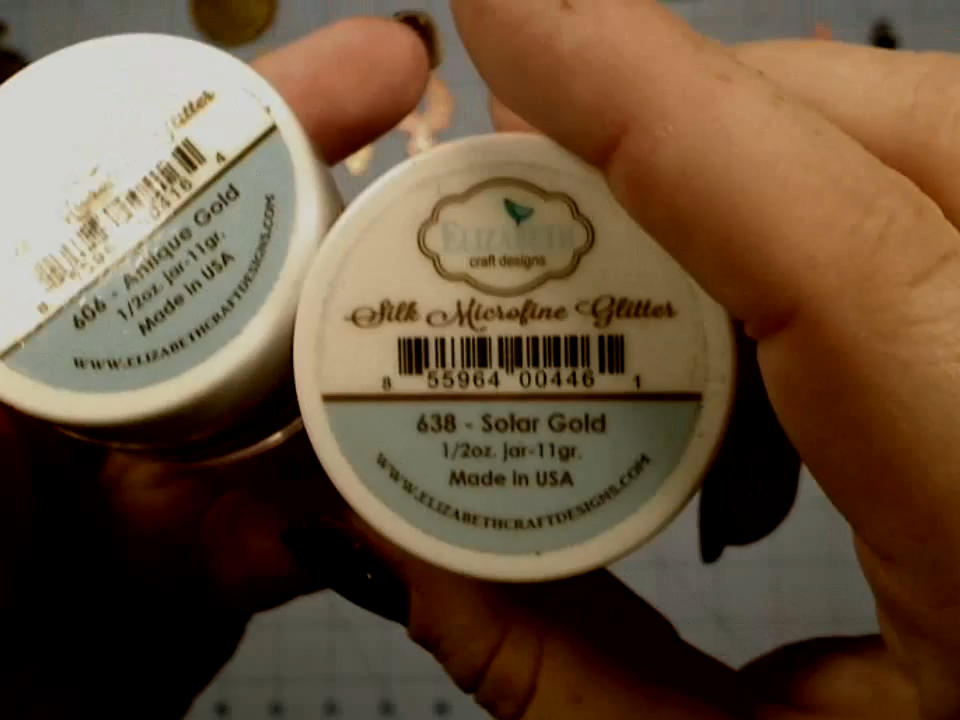 Glitter
606 - Antique Gold
1/2oz. jar-11gr.
Made in USA
WWW.ELIZABETHCRAFTDESIGNS.COM
ELIZABETH
craft designs
Silk Microfine Glitter
8 55964 00446 1
638 - Solar Gold
1/2oz. jar-11gr.
Made in USA
WWW.ELIZABETHCRAFTDESIGNS.COM